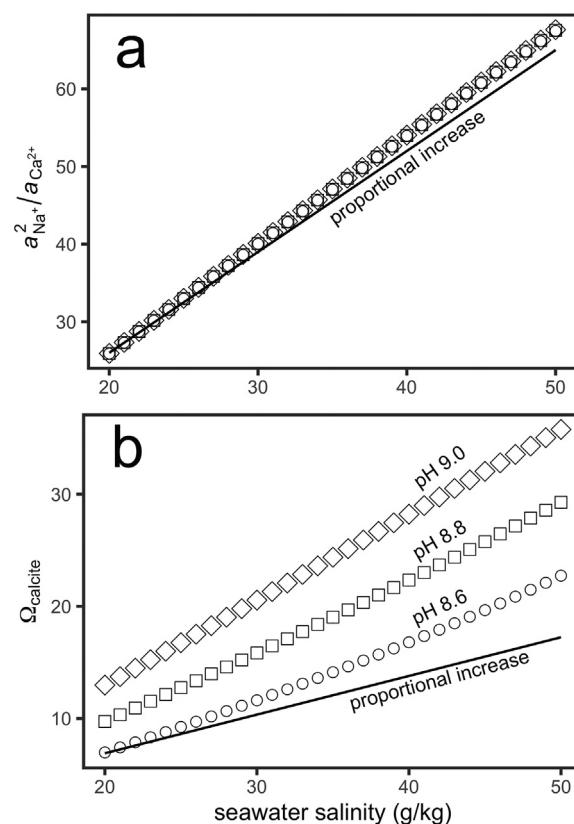 a
a²Na⁺/aCa²⁺
60
50
40
30
proportional increase
20
30
40
50
b
Ωcalcite
30
20
10
pH 9.0
pH 8.8
pH 8.6
proportional increase
20
30
40
50
seawater salinity (g/kg)